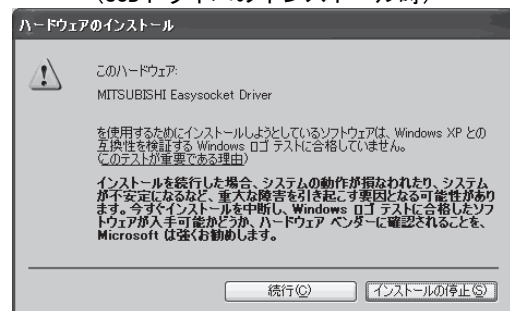 (USBドライバのインストール時)
ハードウェアのインストール
このハードウェア:
MITSUBISHI Easysocket Driver
を使用するためにインストールしようとしているソフトウェアは、Windows XP との
互換性を検証する Windows ロゴ テストに合格していません。
(このテストが重要である理由)
インストールを続行した場合、システムの動作が損なわれたり、システム
が不安定になるなど、重大な障害を引き起こす要因となる可能性があり
ます。今すぐインストールを中断し、Windows ロゴ テストに合格したソフ
トウェアが入手可能かどうか、ハードウェア ベンダーに確認されることを、
Microsoft は強くお勧めします。
続行(C)
インストールの停止(S)